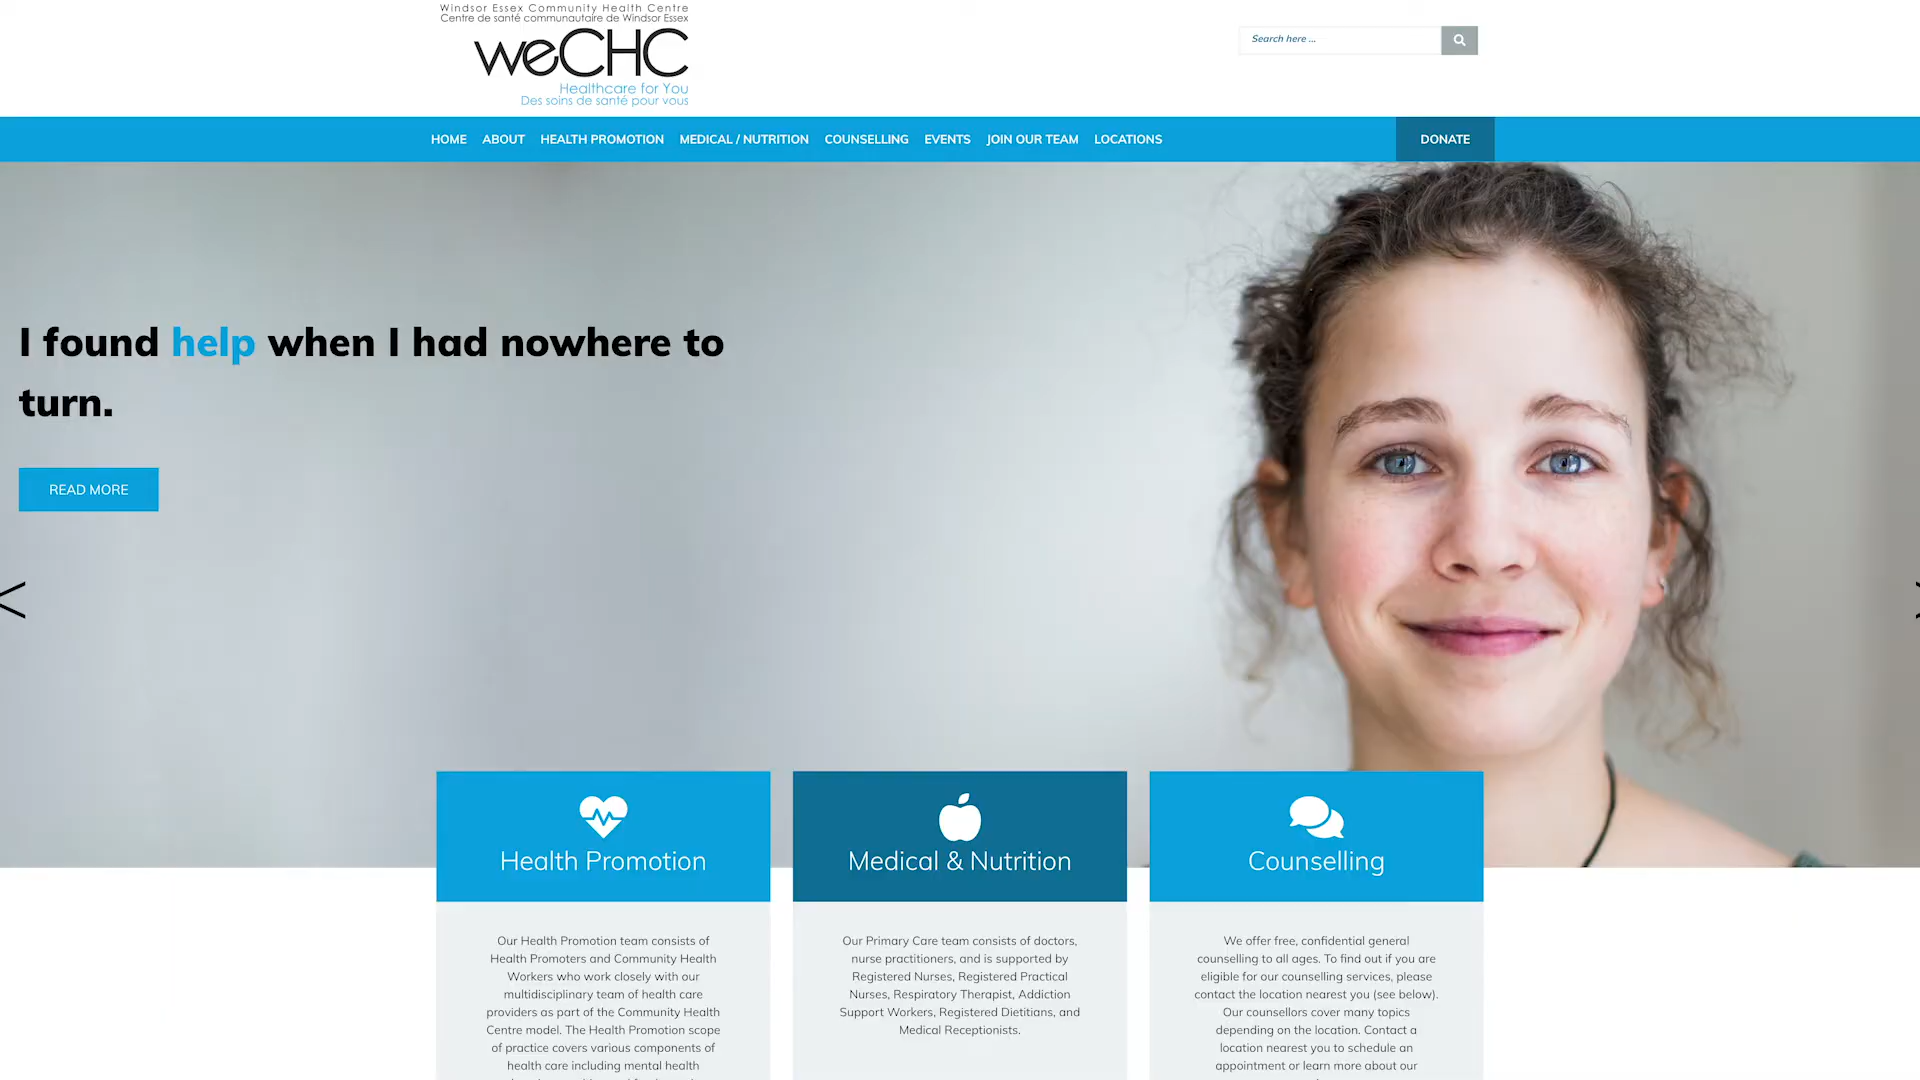 Windsor Essex Community Health Centre
Centre de santé communautaire de Windsor Essex
weCHC
Healthcare for You
Des soins de santé pour vous
Search here ...
HOME ABOUT HEALTH PROMOTION MEDICAL / NUTRITION COUNSELLING EVENTS JOIN OUR TEAM LOCATIONS DONATE
I found help when I had nowhere to
turn.
READ MORE
Health Promotion
Our Health Promotion team consists of
Health Promoters and Community Health
Workers who work closely with our
multidisciplinary team of health care
providers as part of the Community Health
Centre model. The Health Promotion scope
of practice covers various components of
health care including mental health
Medical & Nutrition
Our Primary Care team consists of doctors,
nurse practitioners, and is supported by
Registered Nurses, Registered Practical
Nurses, Respiratory Therapist, Addiction
Support Workers, Registered Dietitians, and
Medical Receptionists.
Counselling
We offer free, confidential general
counselling to all ages. To find out if you are
eligible for our counselling services, please
contact the location nearest you (see below).
Our counsellors cover many topics
depending on the location. Contact a
location nearest you to schedule an
appointment or learn more about our